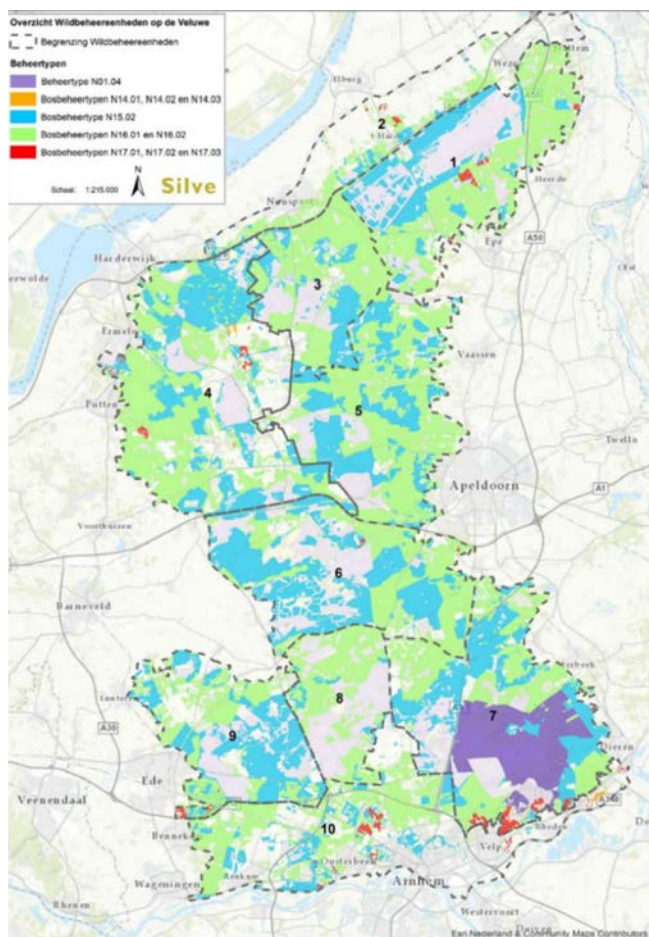 Overzicht Wildbeheereenheden op de Veluwe
Begrenzing Wildbeheereenheden
Beheertypen
Beheertype N01.04
Bosbeheertypen N14.01, N14.02 en N14.03
Bosbeheertype N15.02
Bosbeheertypen N16.01 en N16.02
Bosbeheertypen N17.01, N17.02 en N17.03
Schaal: 1:215.000
N
Silve
Elburg
Weze
2
1
Heerde
Nunspeet
Epe
A50
Harderwijk
3
Ermelo
Vaassen
4
5
Putten
Twello
Apeldoorn
A1
Voorthuizen
6
Barneveld
Lunteren
8
7
9
A30
Dieren
Ede
Veenendaal
10
Rheden
Velp
Oosterbeek
Renkum
Wageningen
Arnhem
Rhenen
Westervoort
Duiven
Esri Nederland & Community Maps Contributors